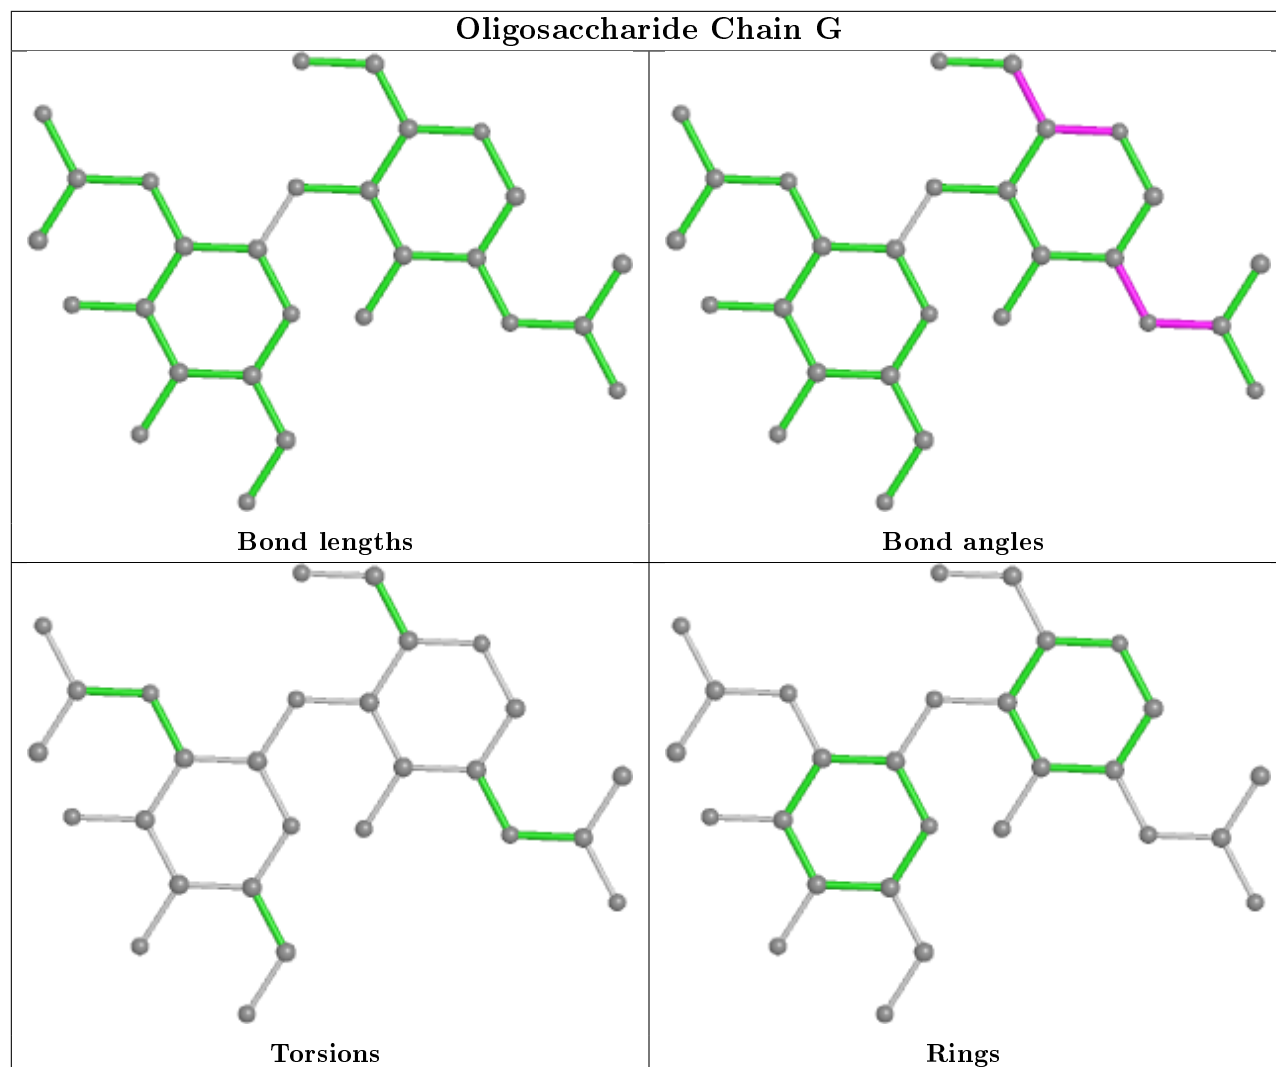 Oligosaccharide Chain G
Bond lengths
Bond angles
Torsions
Rings